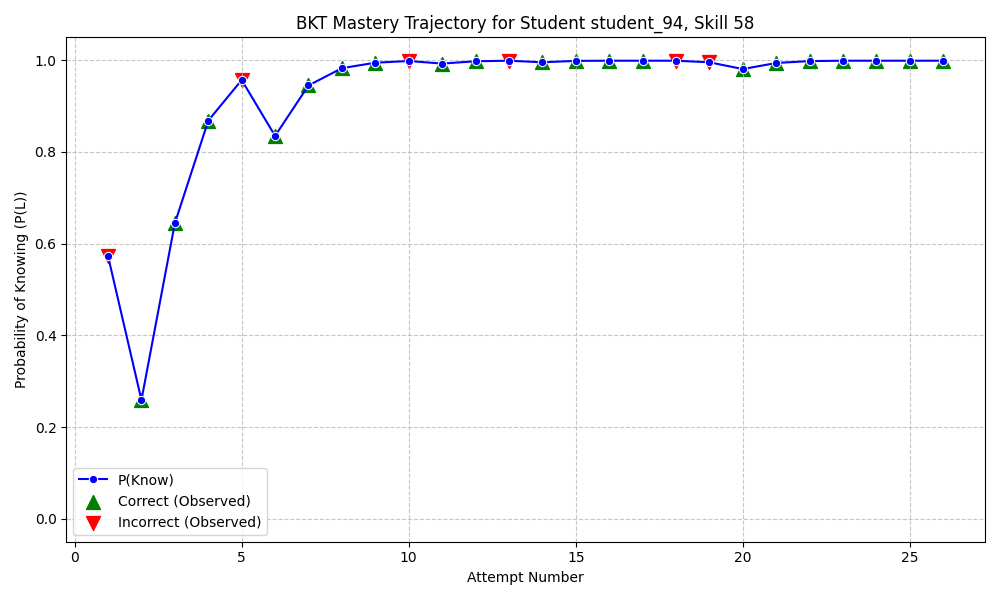 BKT Mastery Trajectory for Student student_94, Skill 58
Probability of Knowing (P(L))
1.0
0.8
0.6
0.4
0.2
0.0
P(Know)
Correct (Observed)
Incorrect (Observed)
0
5
10
15
20
25
Attempt Number